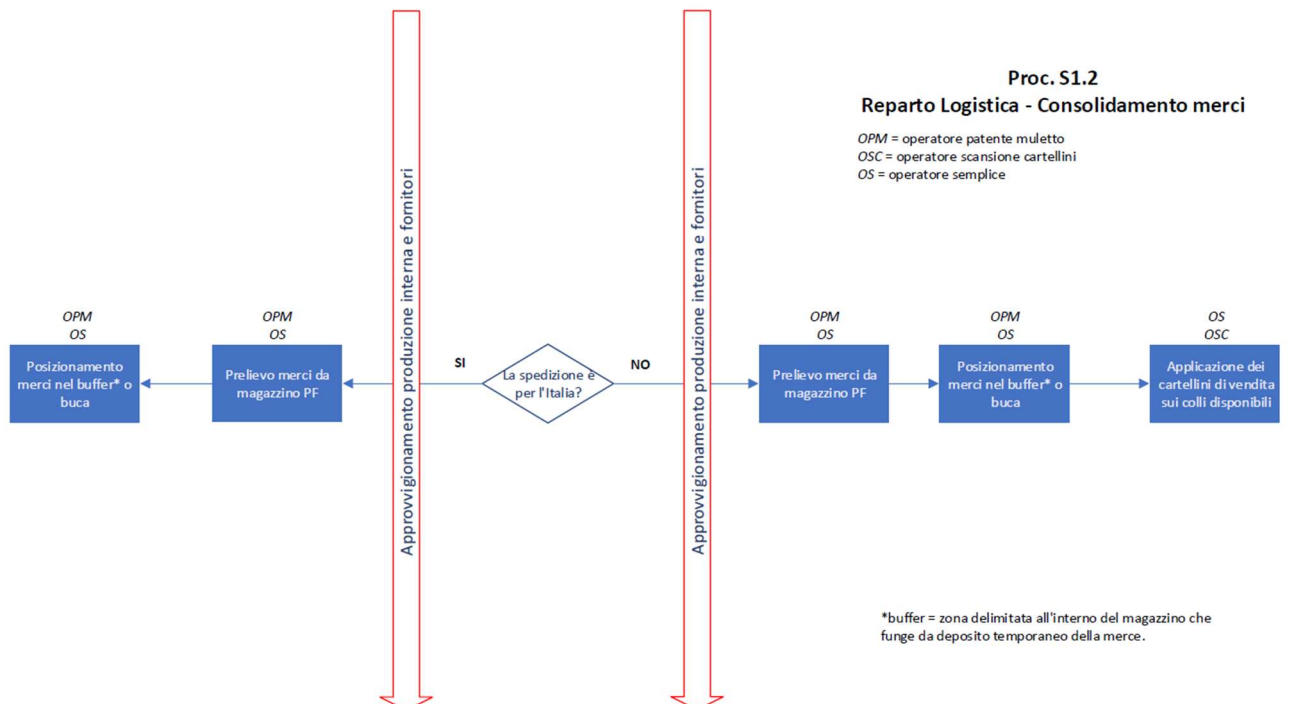 Proc. S1.2
Reparto Logistica - Consolidamento merci
OPM = operatore patente muletto
OSC = operatore scansione cartellini
OS = operatore semplice
Approvvigionamento produzione interna e fornitori
Approvvigionamento produzione interna e fornitori
OPM
OS
Posizionamento
merci nel buffer* o
buca
OPM
OS
Prelievo merci da
magazzino PF
SI
La spedizione è
per l'Italia?
NO
OPM
OS
Prelievo merci da
magazzino PF
OPM
OS
Posizionamento
merci nel buffer* o
buca
OS
OSC
Applicazione dei
cartellini di vendita
sui colli disponibili
*buffer = zona delimitata all'interno del magazzino che
funge da deposito temporaneo della merce.